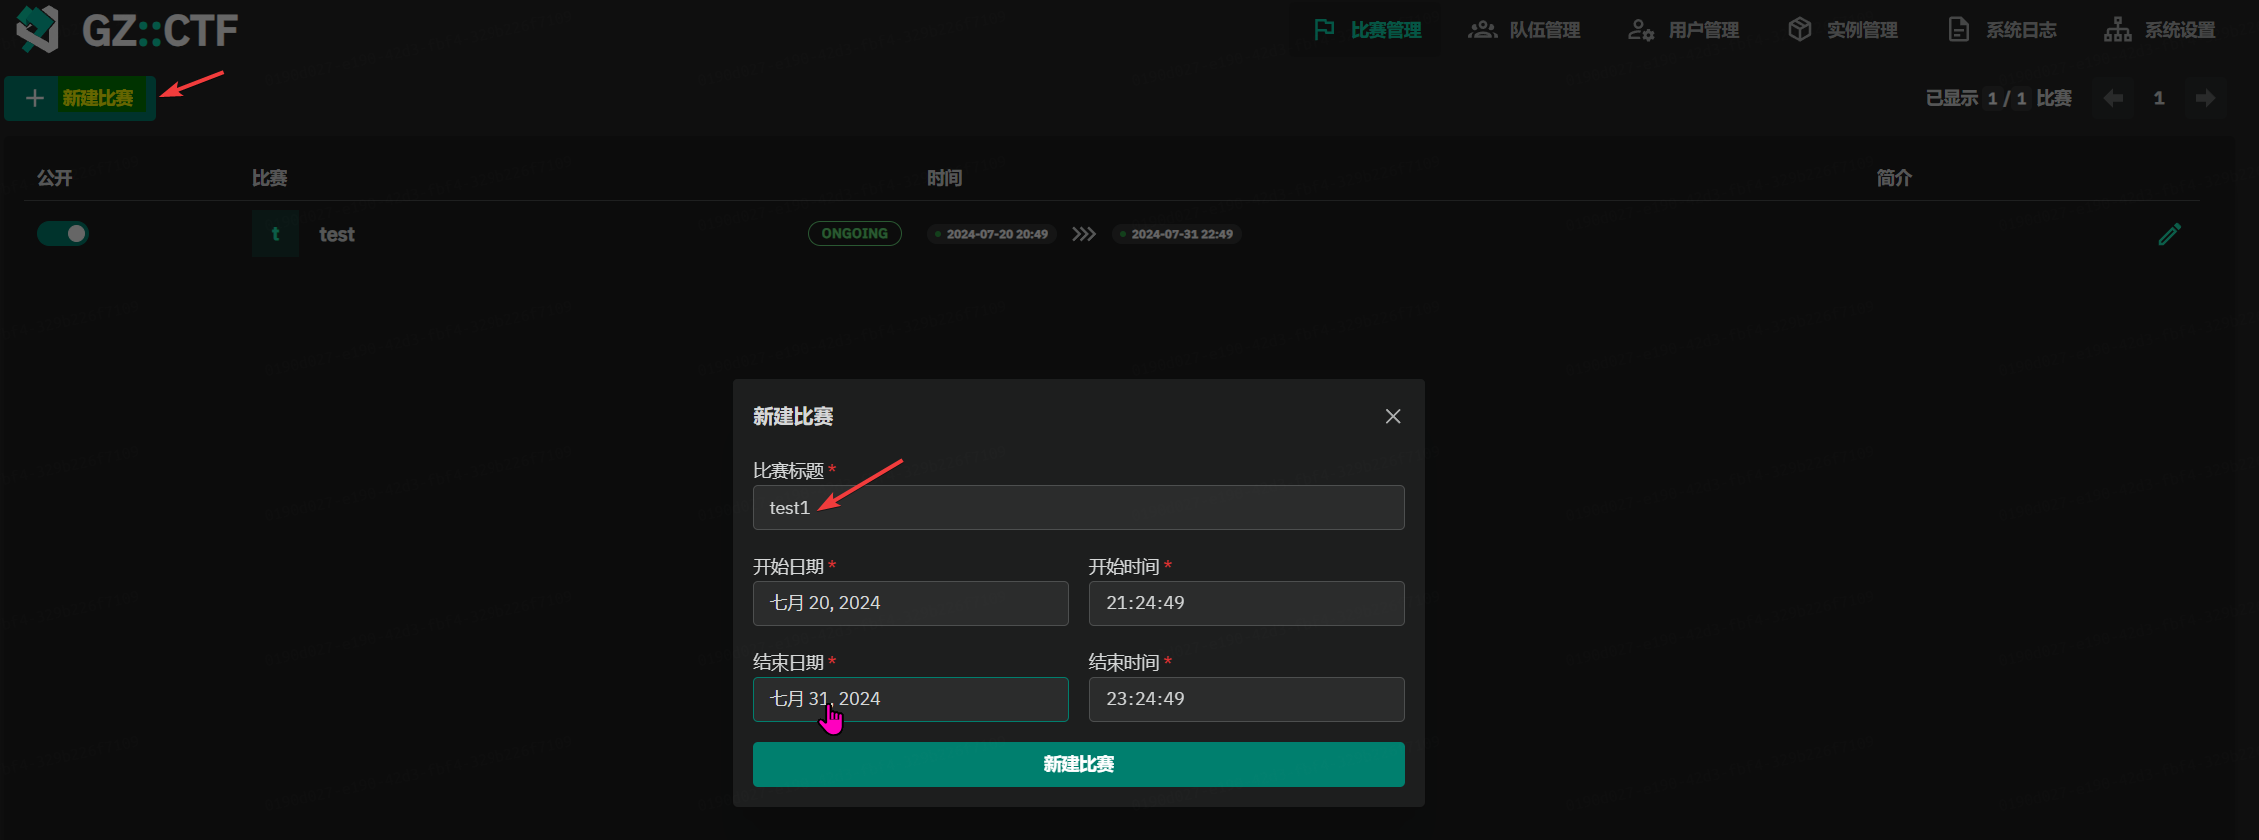 GZ::CTF
比赛管理 队伍管理 用户管理 实例管理 系统日志 系统设置
新建比赛
已显示 1 / 1 比赛 1
公开 比赛 时间 简介
t test ONGOING 2024-07-20 20:49 2024-07-31 22:49
新建比赛
比赛标题 *
test1
开始日期 * 开始时间 *
七月 20, 2024 21:24:49
结束日期 * 结束时间 *
七月 31, 2024 23:24:49
新建比赛